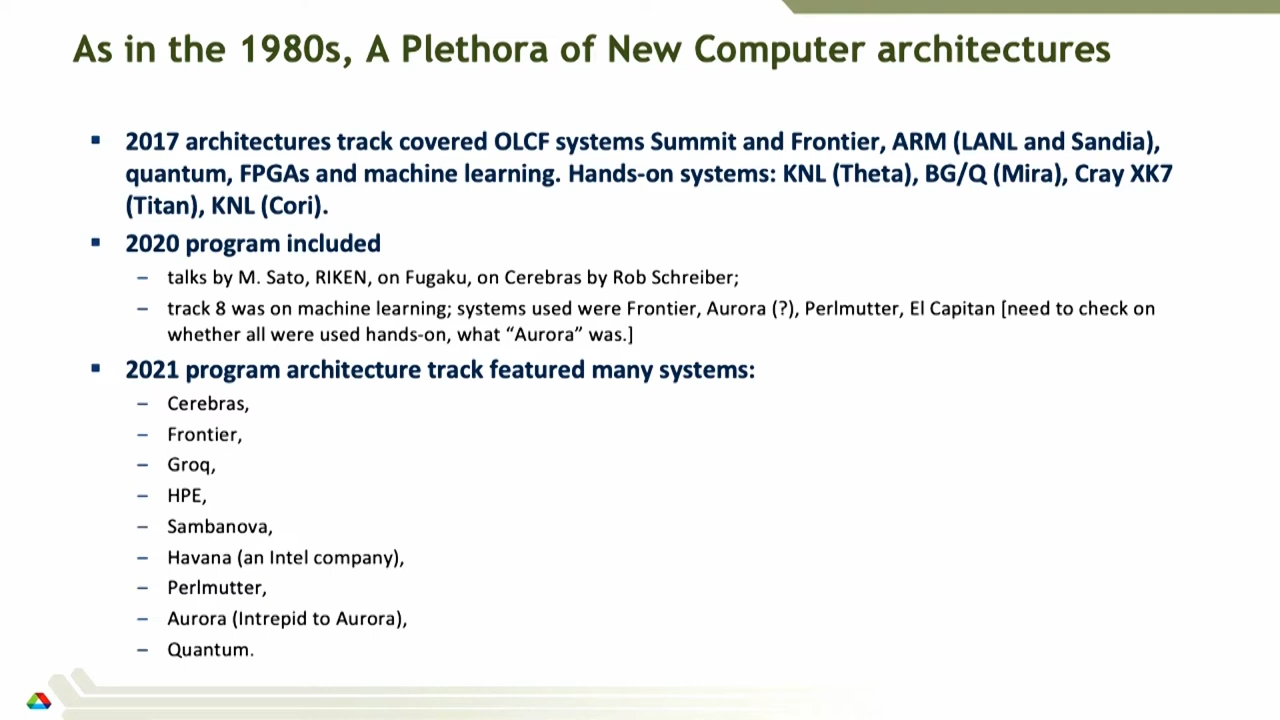 As in the 1980s, A Plethora of New Computer architectures
▪ 2017 architectures track covered OLCF systems Summit and Frontier, ARM (LANL and Sandia),
quantum, FPGAs and machine learning. Hands-on systems: KNL (Theta), BG/Q (Mira), Cray XK7
(Titan), KNL (Cori).
▪ 2020 program included
– talks by M. Sato, RIKEN, on Fugaku, on Cerebras by Rob Schreiber;
– track 8 was on machine learning; systems used were Frontier, Aurora (?), Perlmutter, El Capitan [need to check on
whether all were used hands-on, what “Aurora” was.]
▪ 2021 program architecture track featured many systems:
– Cerebras,
– Frontier,
– Groq,
– HPE,
– Sambanova,
– Havana (an Intel company),
– Perlmutter,
– Aurora (Intrepid to Aurora),
– Quantum.